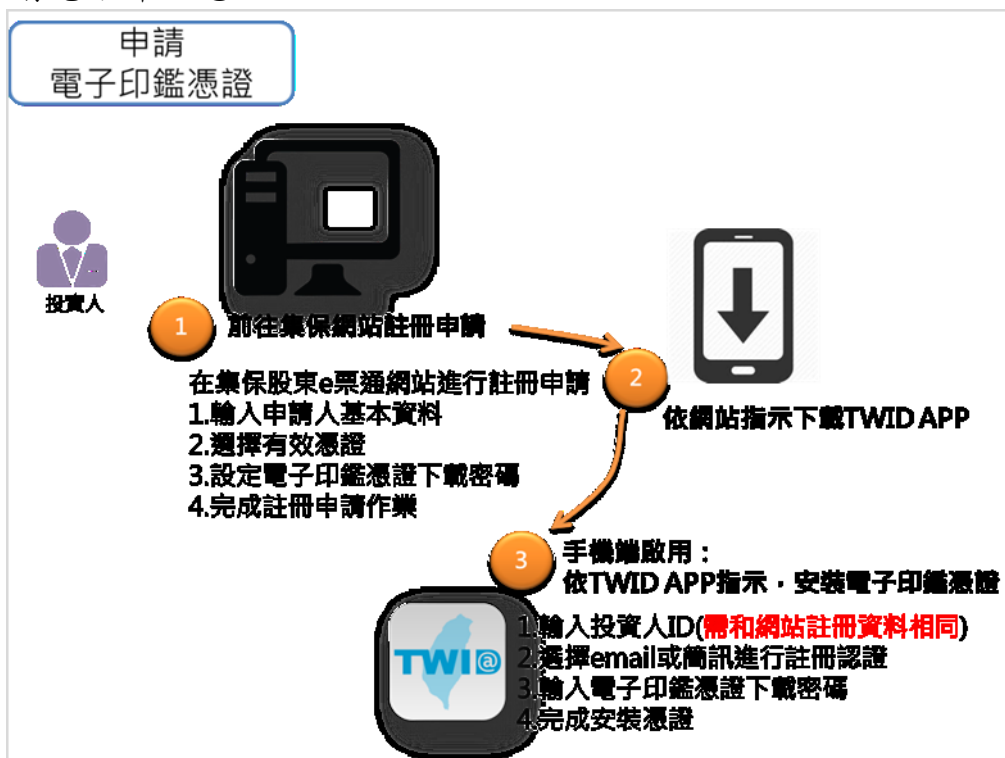 申請
電子印鑑憑證
投資人
1
前往集保網站註冊申請
在集保股東e票通網站進行註冊申請
1.輸入申請人基本資料
2.選擇有效憑證
3.設定電子印鑑憑證下載密碼
4.完成註冊申請作業
2
依網站指示下載TWID APP
3
手機端啟用：
依TWID APP指示，安裝電子印鑑憑證
1.輸入投資人ID(需和網站註冊資料相同)
2.選擇email或簡訊進行註冊認證
3.輸入電子印鑑憑證下載密碼
4.完成安裝憑證
TWID@